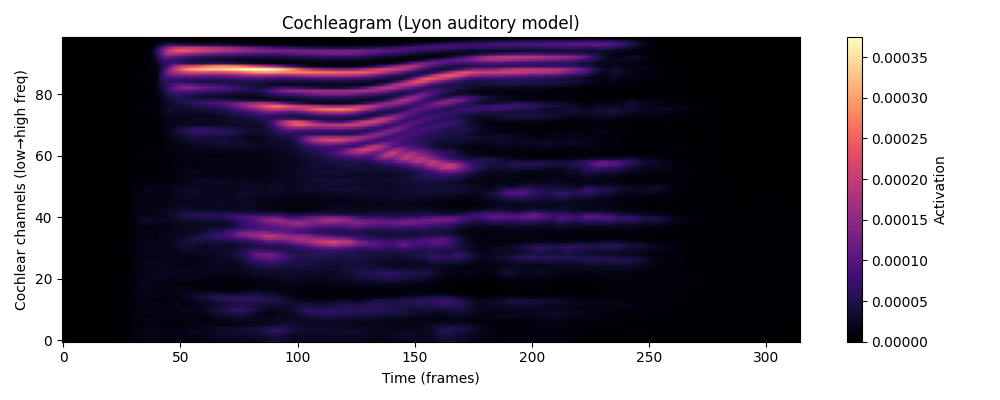 Cochleagram (Lyon auditory model)
Cochlear channels (low→high freq)
80
60
40
20
0
0 50 100 150 200 250 300
Time (frames)
0.00035
0.00030
0.00025
0.00020
0.00015
0.00010
0.00005
0.00000
Activation